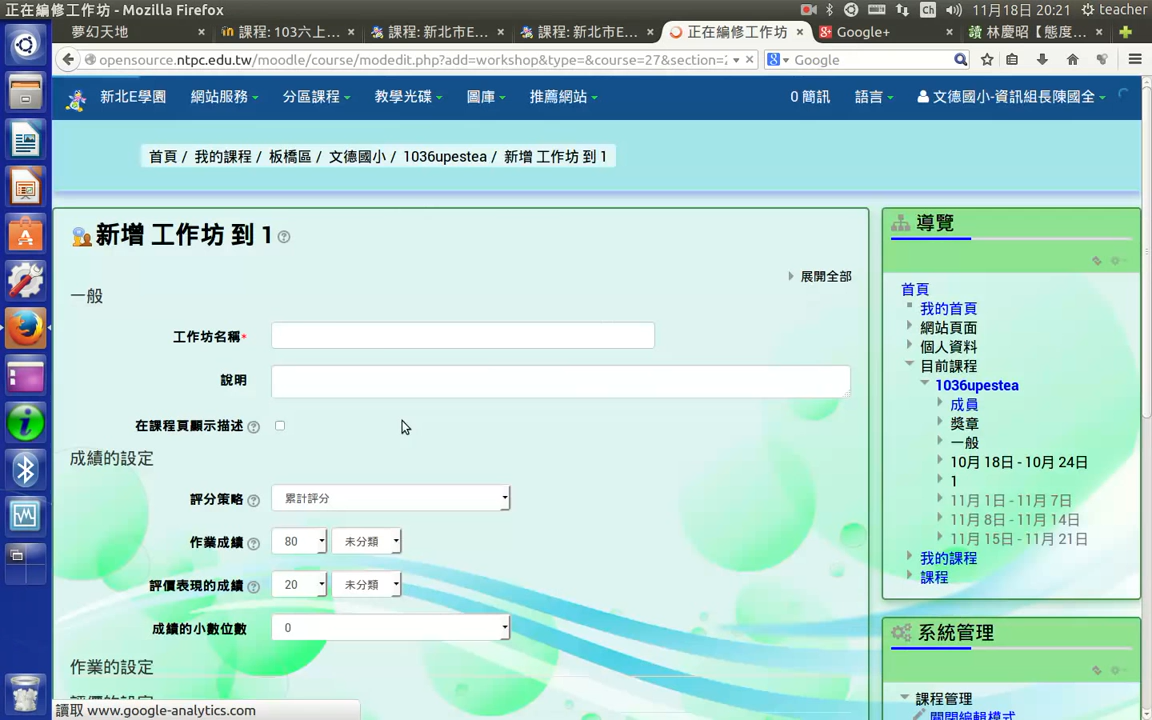 正在編修工作坊 - Mozilla Firefox
Ch
11月18日 20:21
teacher
夢幻天地
課程: 103六上...
課程: 新北市E...
課程: 新北市E...
正在編修工作坊
Google+
林慶昭【態度...
opensource.ntpc.edu.tw/moodle/course/modedit.php?add=workshop&type=&course=27&section=
Google
新北E學園
網站服務
分區課程
教學光碟
圖庫
推薦網站
0 簡訊
語言
文德國小-資訊組長陳國全
首頁 / 我的課程 / 板橋區 / 文德國小 / 1036upestea / 新增 工作坊 到 1
新增 工作坊 到 1
展開全部
一般
工作坊名稱*
說明
在課程頁顯示描述
成績的設定
評分策略
累計評分
作業成績
80
未分類
評價表現的成績
20
未分類
成績的小數位數
0
作業的設定
評價的設定
導覽
首頁
我的首頁
網站頁面
個人資料
目前課程
1036upestea
成員
獎章
一般
10月 18日 - 10月 24日
1
11月 1日 - 11月 7日
11月 8日 - 11月 14日
11月 15日 - 11月 21日
我的課程
課程
系統管理
課程管理
關閉編輯模式
讀取 www.google-analytics.com